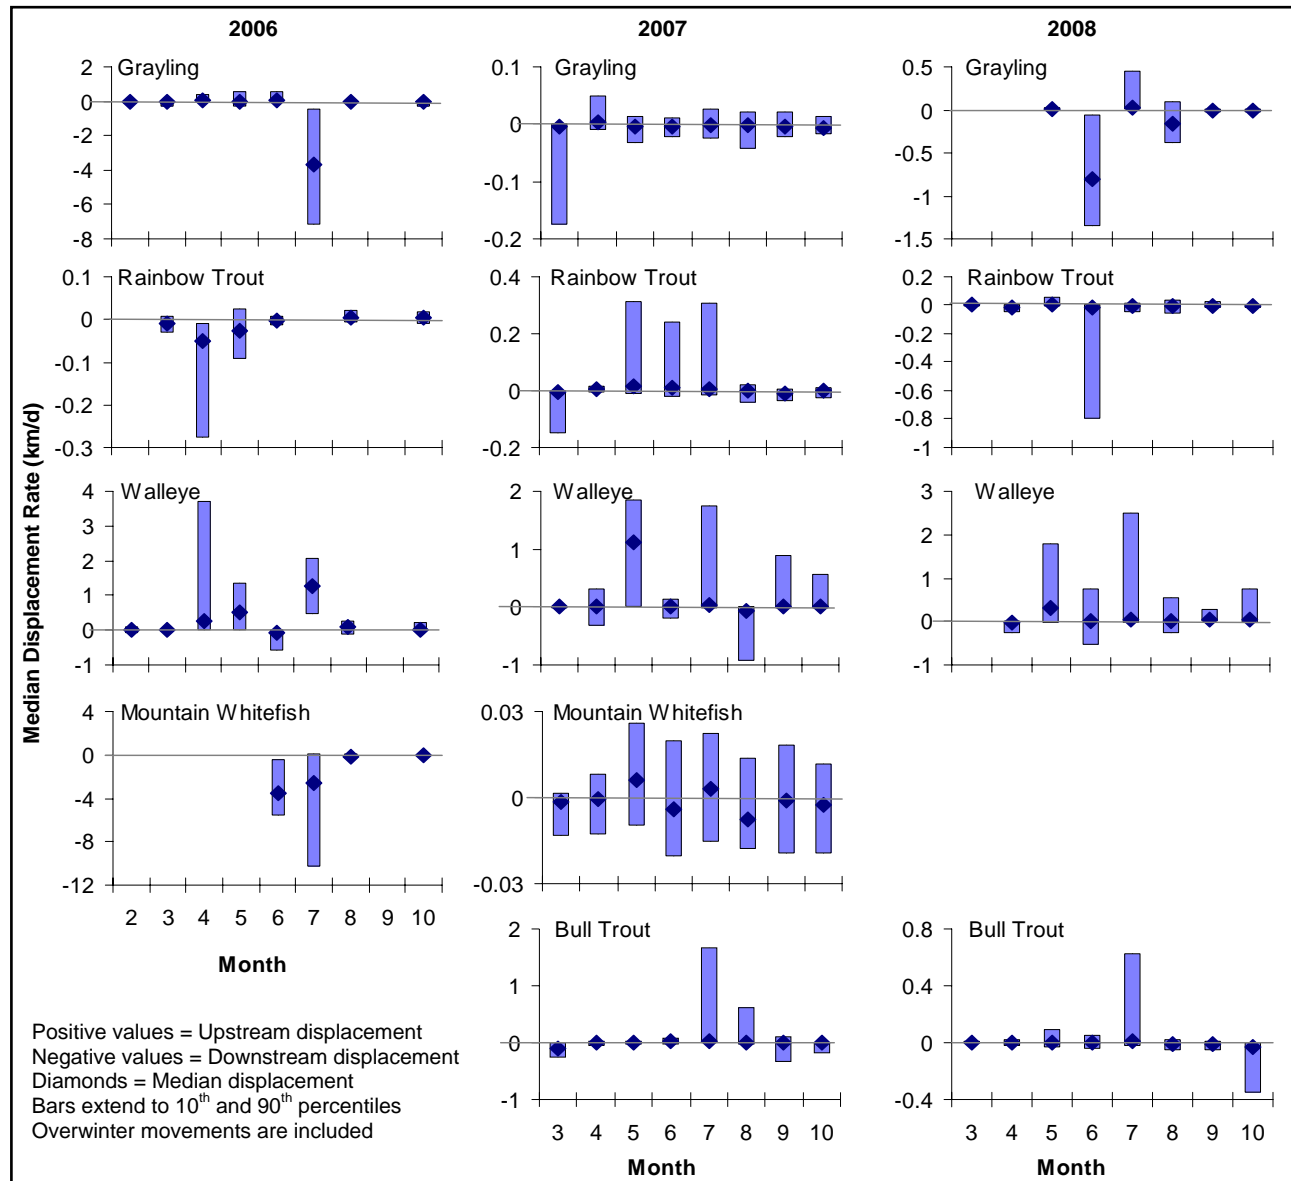 2006
2007
2008
Median Displacement Rate (km/d)
Grayling
2
0
-2
-4
-6
-8
Grayling
0.1
0
-0.1
-0.2
Grayling
0.5
0
-0.5
-1
-1.5
Rainbow Trout
0.1
0
-0.1
-0.2
-0.3
Rainbow Trout
0.4
0.2
0
-0.2
Rainbow Trout
0.2
0
-0.2
-0.4
-0.6
-0.8
-1
Walleye
4
3
2
1
0
-1
Walleye
2
1
0
-1
Walleye
3
2
1
0
-1
Mountain Whitefish
4
0
-4
-8
-12
2 3 4 5 6 7 8 9 10
Month
Mountain Whitefish
0.03
0
-0.03
Bull Trout
2
1
0
-1
3 4 5 6 7 8 9 10
Month
Bull Trout
0.8
0.4
0
-0.4
3 4 5 6 7 8 9 10
Month
Positive values = Upstream displacement
Negative values = Downstream displacement
Diamonds = Median displacement
Bars extend to 10th and 90th percentiles
Overwinter movements are included